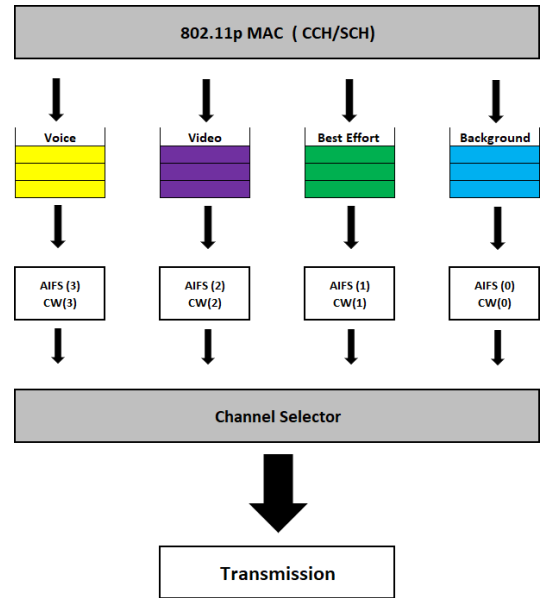 802.11p MAC ( CCH/SCH)
Voice
Video
Best Effort
Background
AIFS (3)
CW(3)
AIFS (2)
CW(2)
AIFS (1)
CW(1)
AIFS (0)
CW(0)
Channel Selector
Transmission